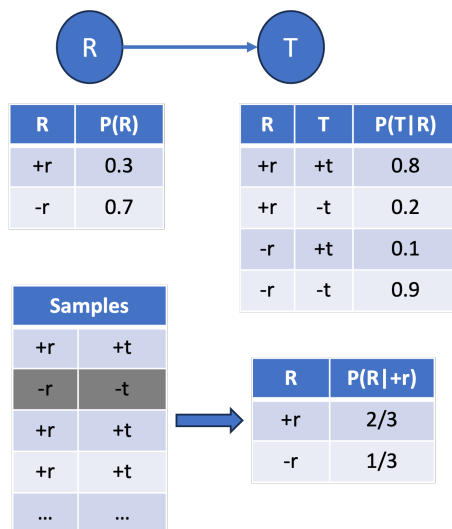 R T
R P(R)
+r 0.3
-r 0.7
R T P(T|R)
+r +t 0.8
+r -t 0.2
-r +t 0.1
-r -t 0.9
Samples
+r +t
-r -t
+r +t
+r +t
... ...
R P(R|+r)
+r 2/3
-r 1/3